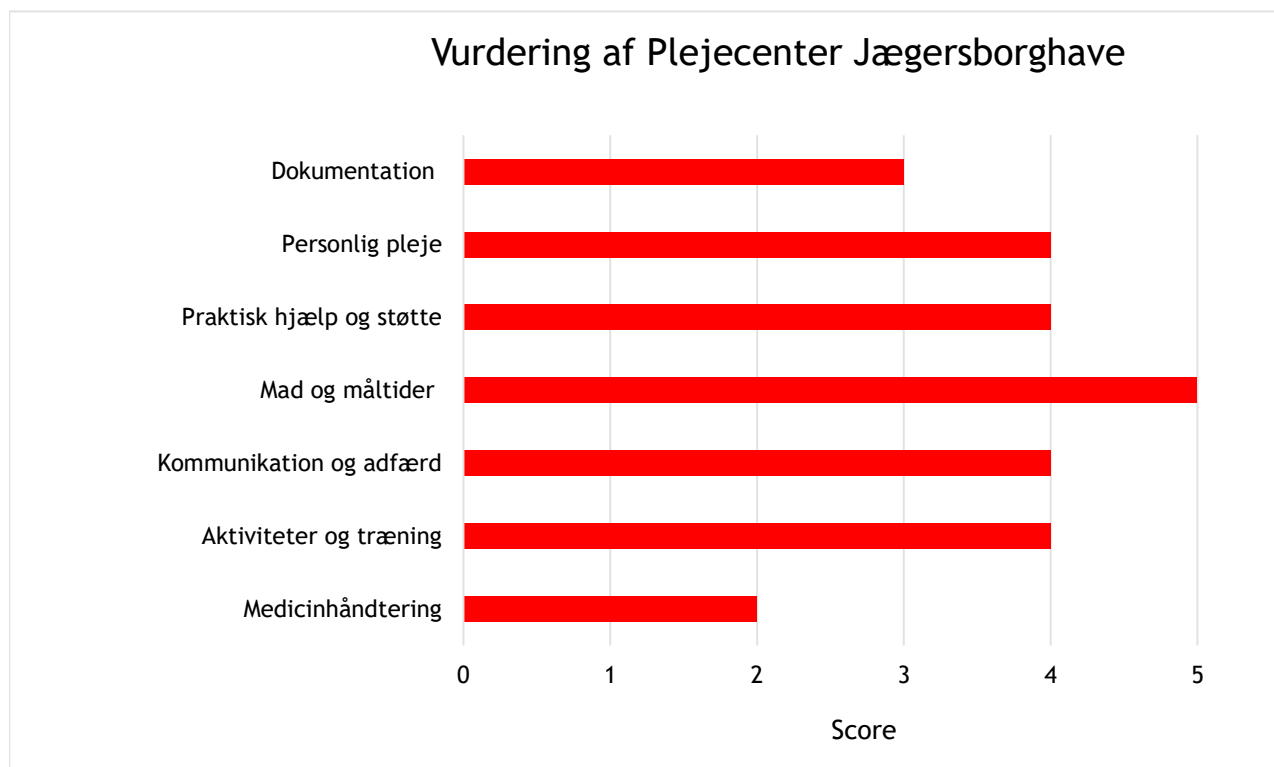 Vurdering af Plejecenter Jægersborghave
Dokumentation
Personlig pleje
Praktisk hjælp og støtte
Mad og måltider
Kommunikation og adfærd
Aktiviteter og træning
Medicinhåndtering
0 1 2 3 4 5
Score